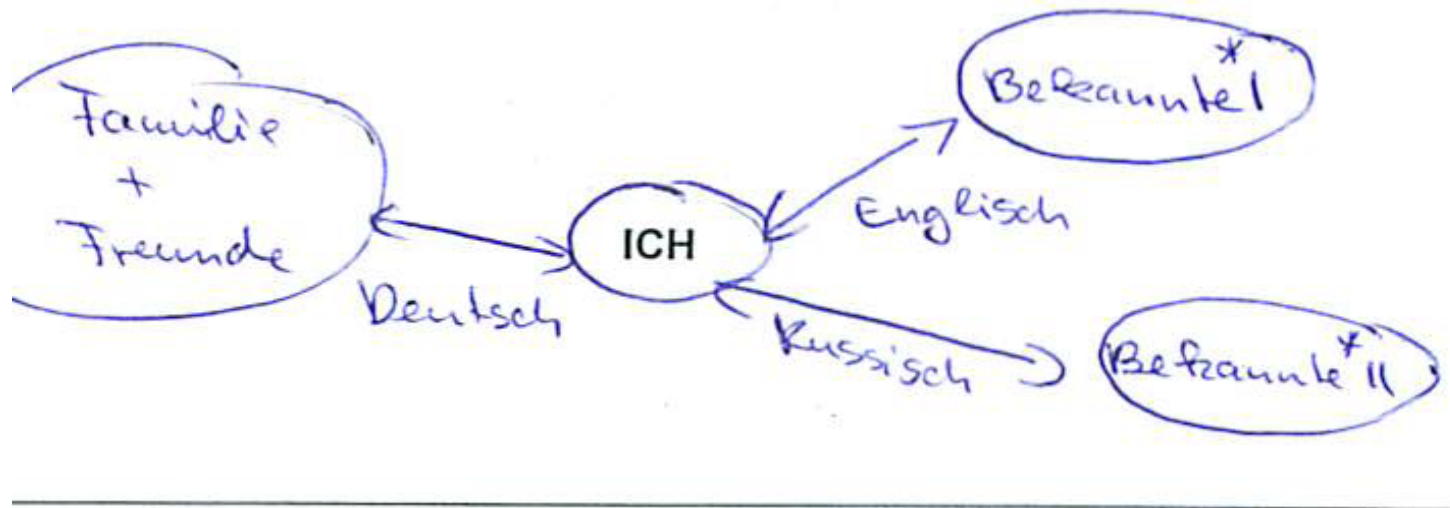 Familie
+
Freunde
Deutsch
ICH
Englisch
Bekannte I*
Russisch
Bekannte* II